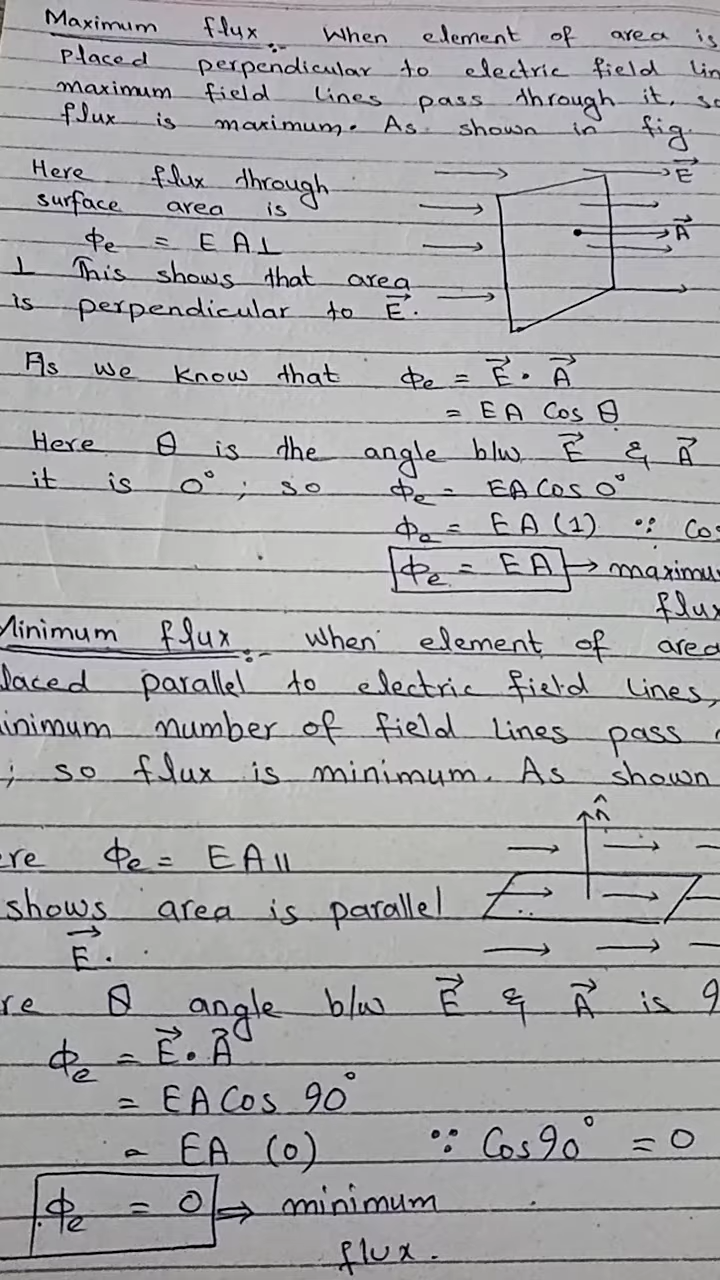 Maximum flux :- When element of area is
placed perpendicular to electric field lin
maximum field lines pass through it, so
flux is maximum. As shown in fig.
Here flux through
surface area is
Φe = EA⊥
⊥ This shows that area
is perpendicular to E⃗.
E⃗
A⃗
As we know that Φe = E⃗ . A⃗
= EA Cos θ
Here θ is the angle b/w E⃗ & A⃗
it is 0° ; so Φe = EA Cos 0°
Φe = EA (1) ∵ Cos
Φe = EA → maximu
flux
Minimum flux :- When element of area
laced parallel to electric field lines,
inimum number of field lines pass
; so flux is minimum. As shown
n̂
ere Φe = EA||
shows area is parallel
E⃗.
re θ angle b/w E⃗ & A⃗ is 9
Φe = E⃗ . A⃗
= EA Cos 90°
= EA (0) ∵ Cos90° = 0
Φe = 0 ⇒ minimum
flux.